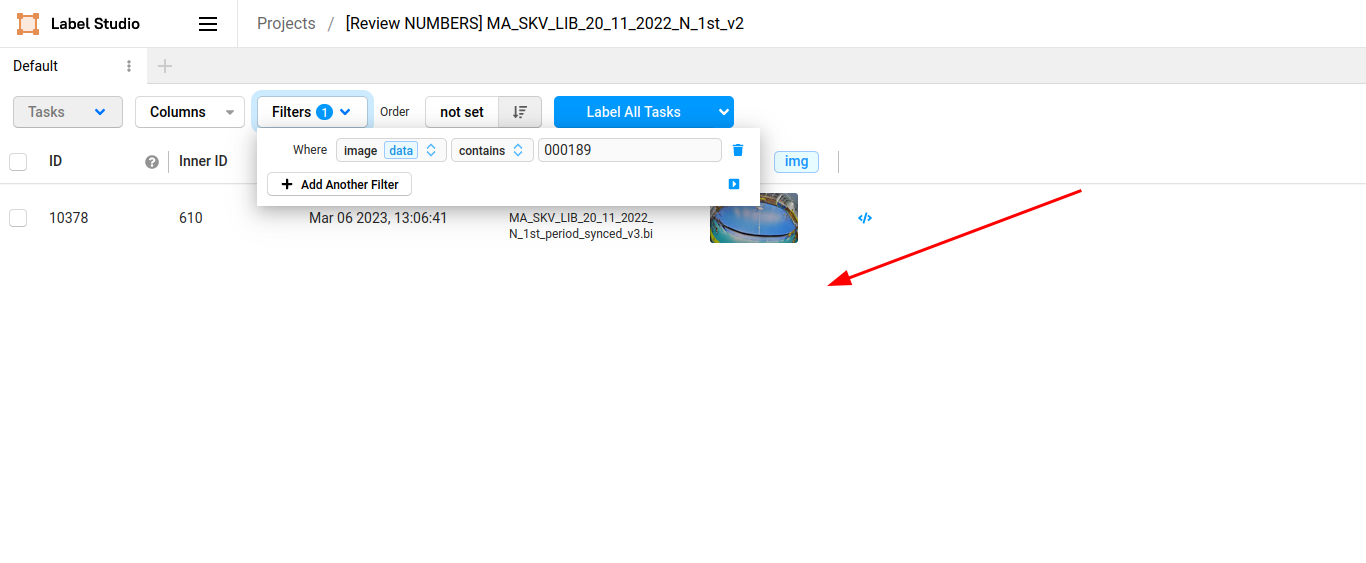 Label Studio
Projects / [Review NUMBERS] MA_SKV_LIB_20_11_2022_N_1st_v2
Default
Tasks Columns Filters 1 Order not set Label All Tasks
Where image data contains 000189
ID ? Inner ID img
Add Another Filter
10378 610 Mar 06 2023, 13:06:41 MA_SKV_LIB_20_11_2022_
N_1st_period_synced_v3.bi